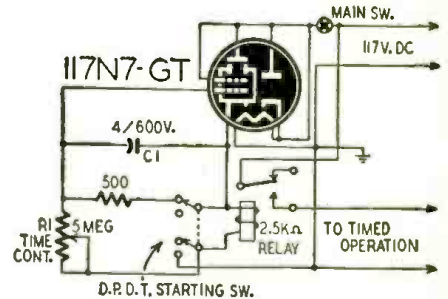 MAIN SW.
117N7-GT
117V. DC
4/600V.
C1
500
R1
TIME
CONT.
5 MEG
2.5KΩ
RELAY
TO TIMED
OPERATION
D.P.D.T. STARTING SW.